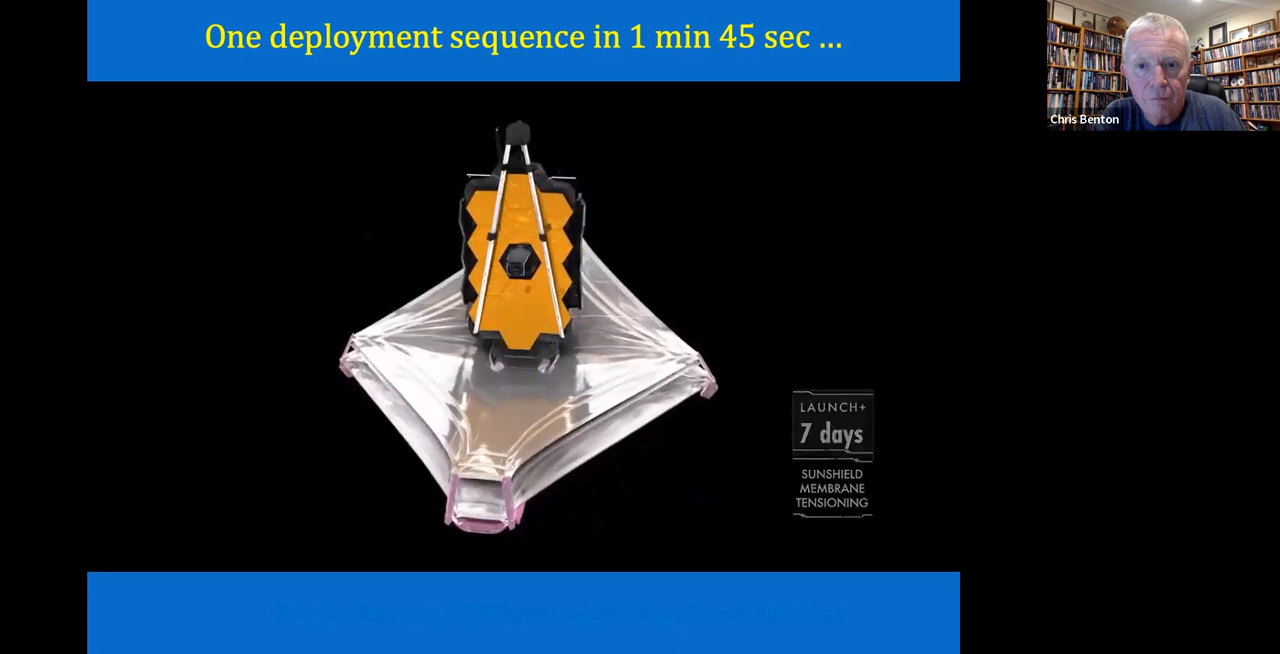 One deployment sequence in 1 min 45 sec ...
Chris Benton
LAUNCH+
7 days
SUNSHIELD
MEMBRANE
TENSIONING